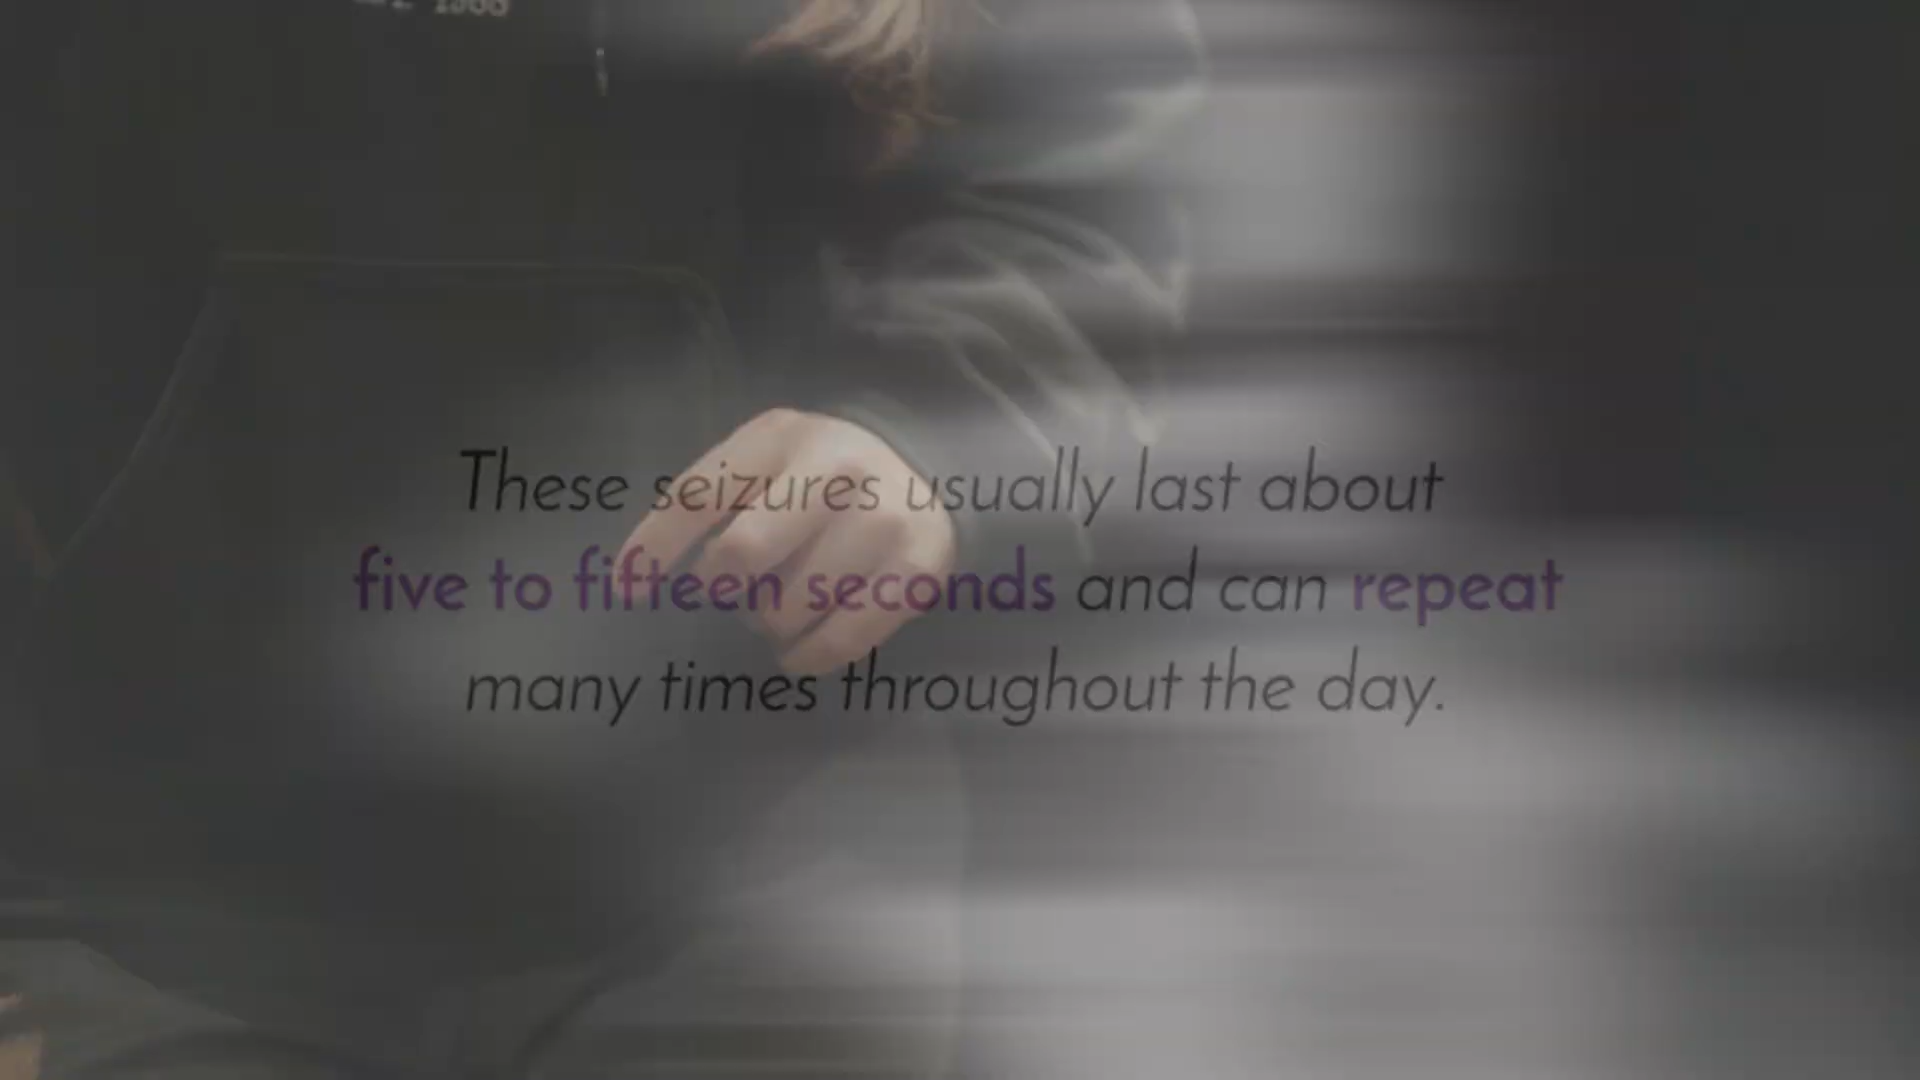 These seizures usually last about
five to fifteen seconds and can repeat
many times throughout the day.